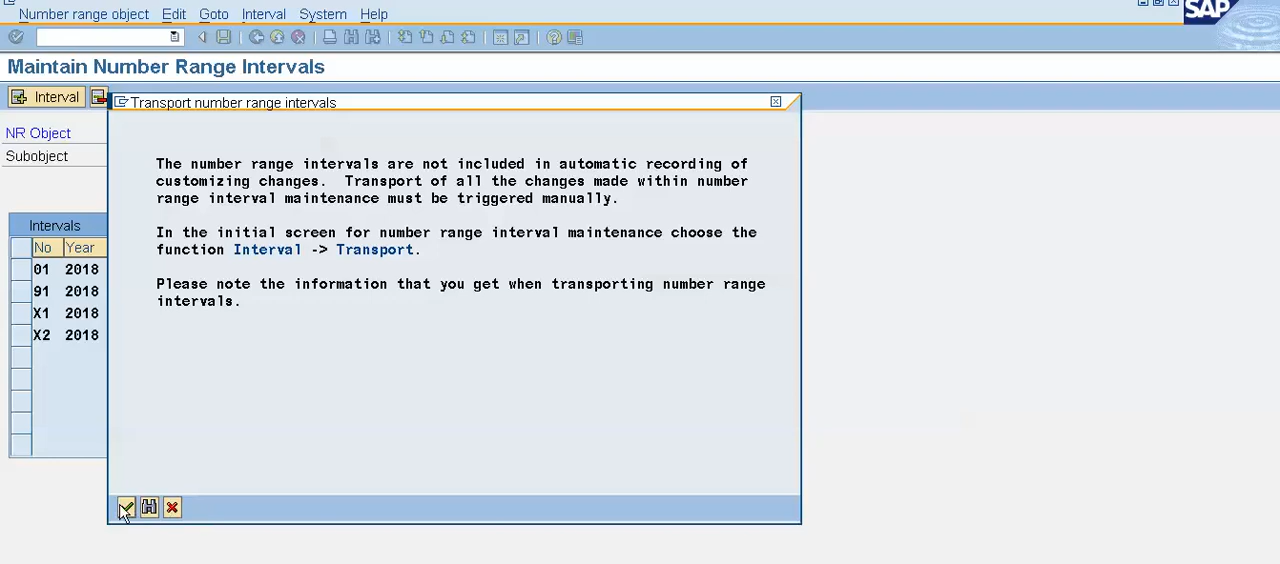 Number range object Edit Goto Interval System Help
SAP
Maintain Number Range Intervals
Interval
Transport number range intervals
NR Object
Subobject
The number range intervals are not included in automatic recording of
customizing changes. Transport of all the changes made within number
range interval maintenance must be triggered manually.
In the initial screen for number range interval maintenance choose the
function Interval -> Transport.
Please note the information that you get when transporting number range
intervals.
Intervals
No Year
01 2018
91 2018
X1 2018
X2 2018